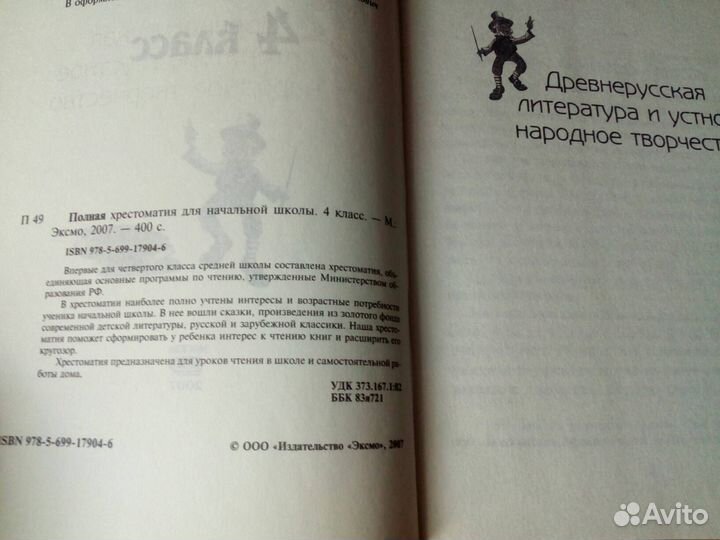 В оформ
4 класс
П 49 Полная хрестоматия для начальной школы. 4 класс. — М.:
Эксмо, 2007. — 400 с.
ISBN 978-5-699-17904-6
Впервые для четвертого класса средней школы составлена хрестоматия, объ-
единяющая основные программы по чтению, утвержденные Министерством об-
разования РФ.
В хрестоматии наиболее полно учтены интересы и возрастные потребности
ученика начальной школы. В нее вошли сказки, произведения из золотого фонда
современной детской литературы, русской и зарубежной классики. Наша хресто-
матия поможет сформировать у ребенка интерес к чтению книг и расширить его
кругозор.
Хрестоматия предназначена для уроков чтения в школе и самостоятельной ра-
боты дома.
2007
УДК 373.167.1:82
ББК 83я721
ISBN 978-5-699-17904-6
© ООО «Издательство «Эксмо», 2007
Древнерусская
литература и устно
народное творчест
Avito